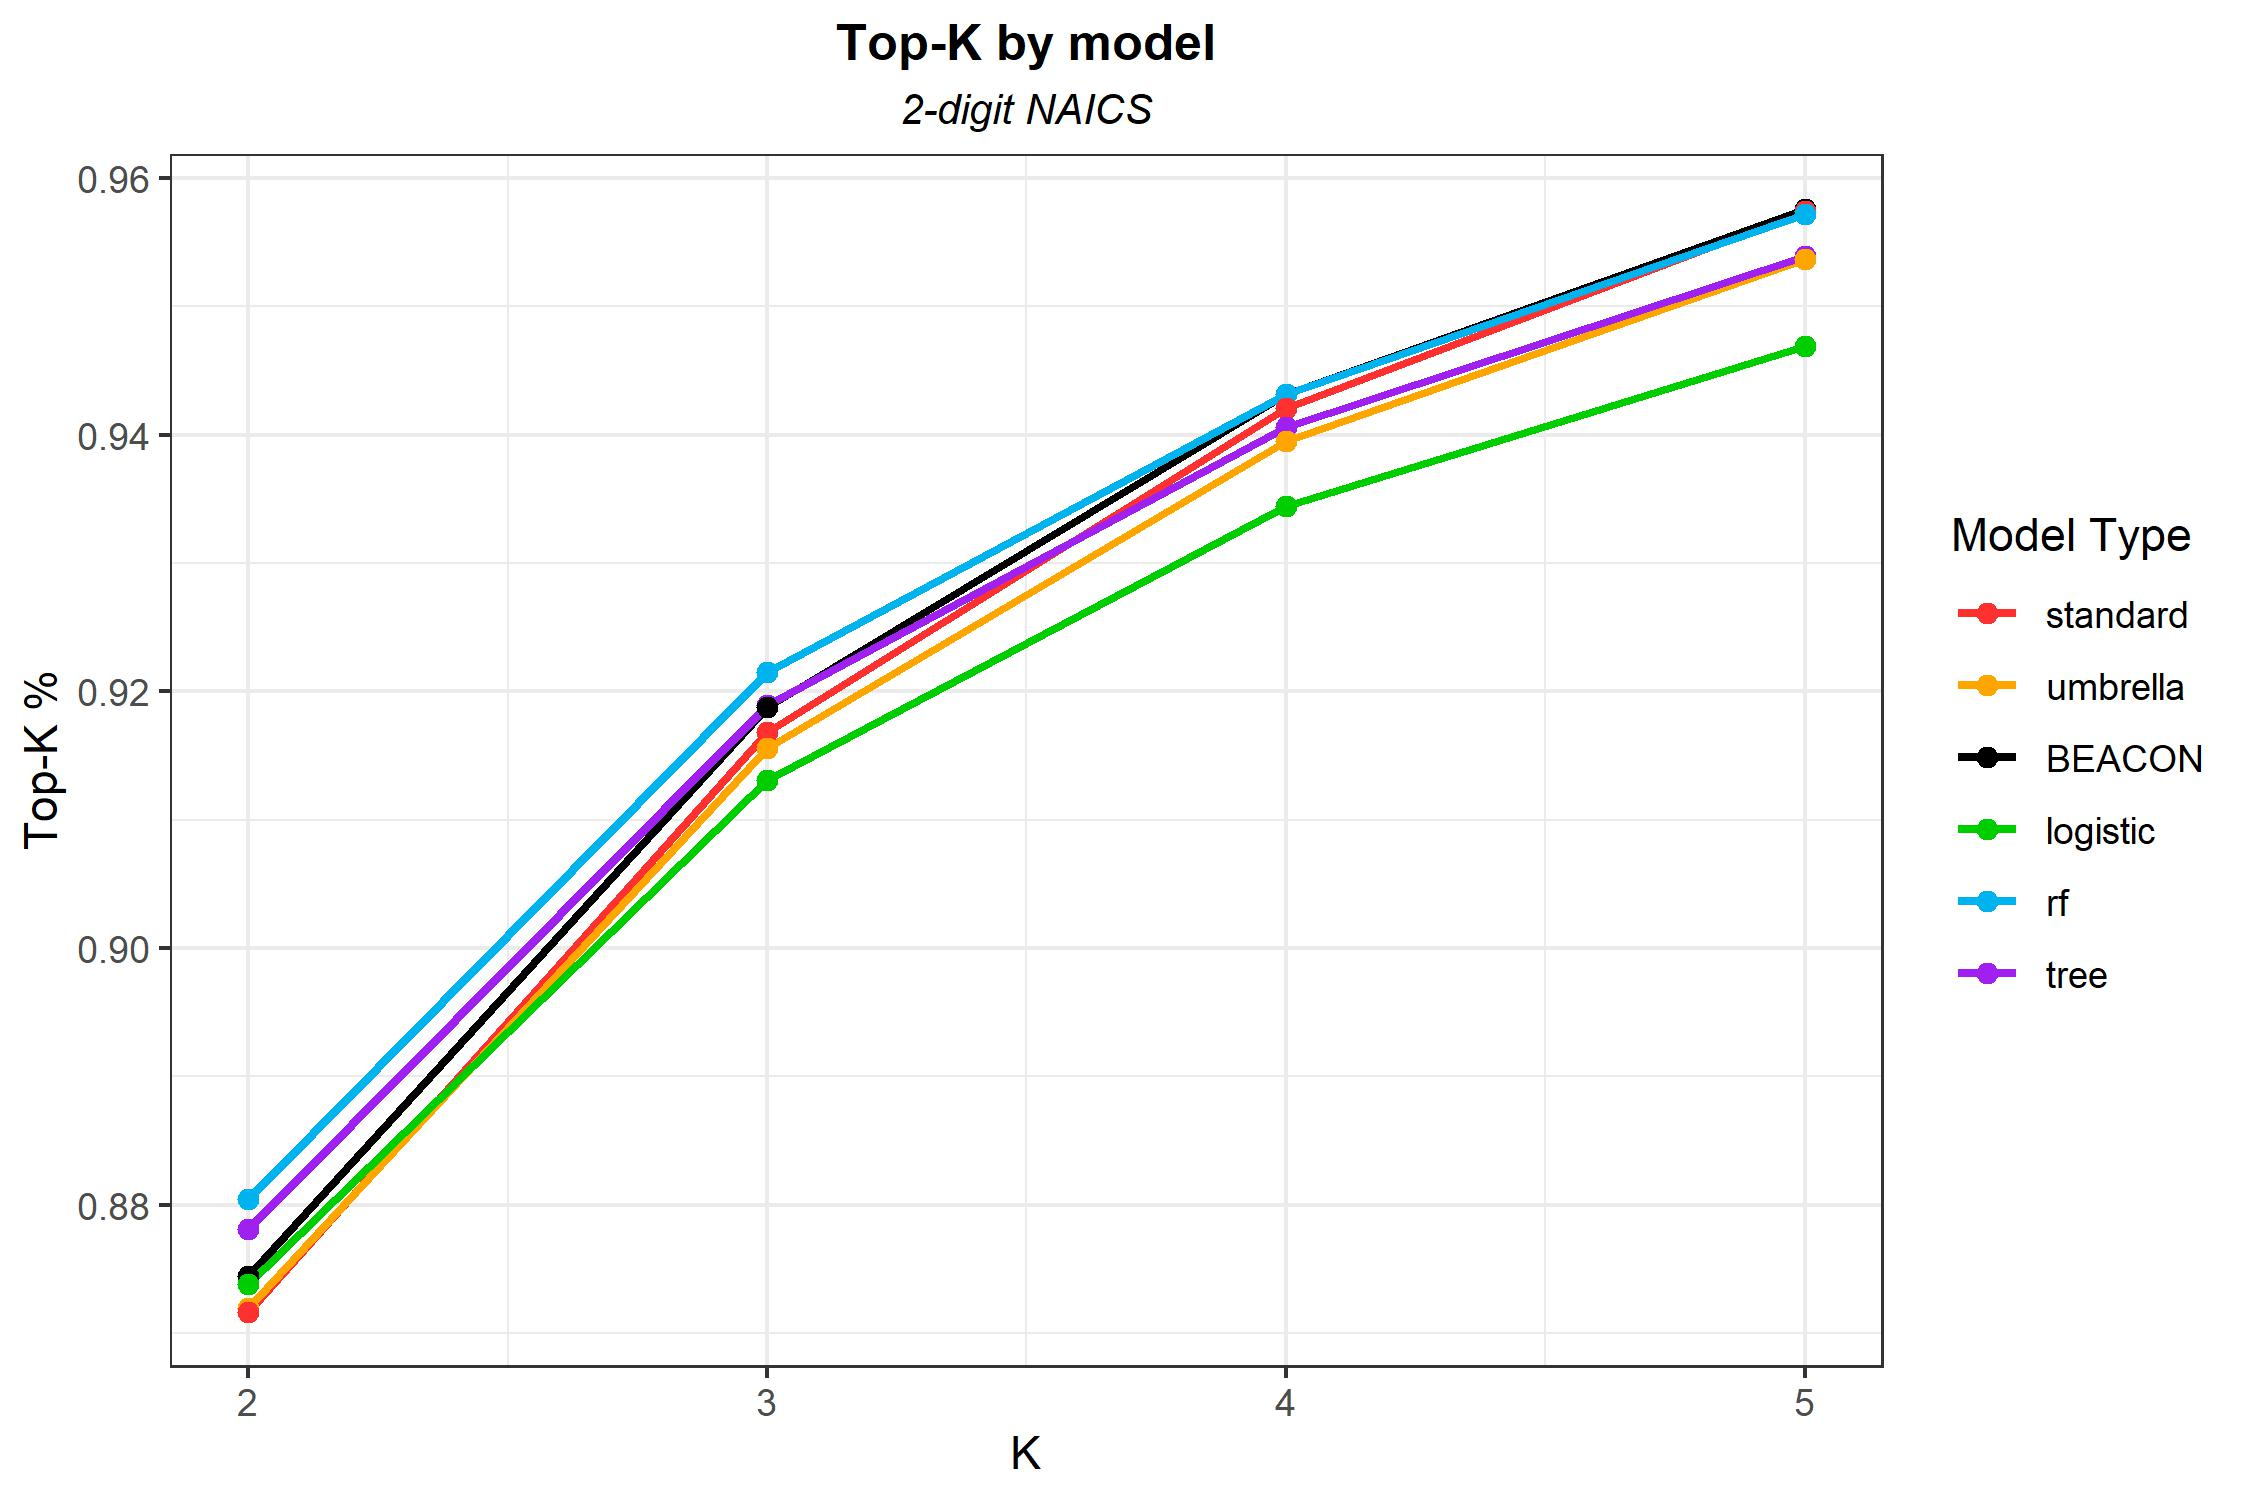 Top-K by model
2-digit NAICS
Top-K %
0.96
0.94
0.92
0.90
0.88
2 3 4 5
K
Model Type
standard
umbrella
BEACON
logistic
rf
tree